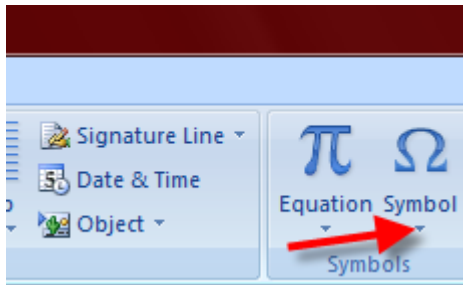 Signature Line
Date & Time
Object
Equation Symbol
Symbols